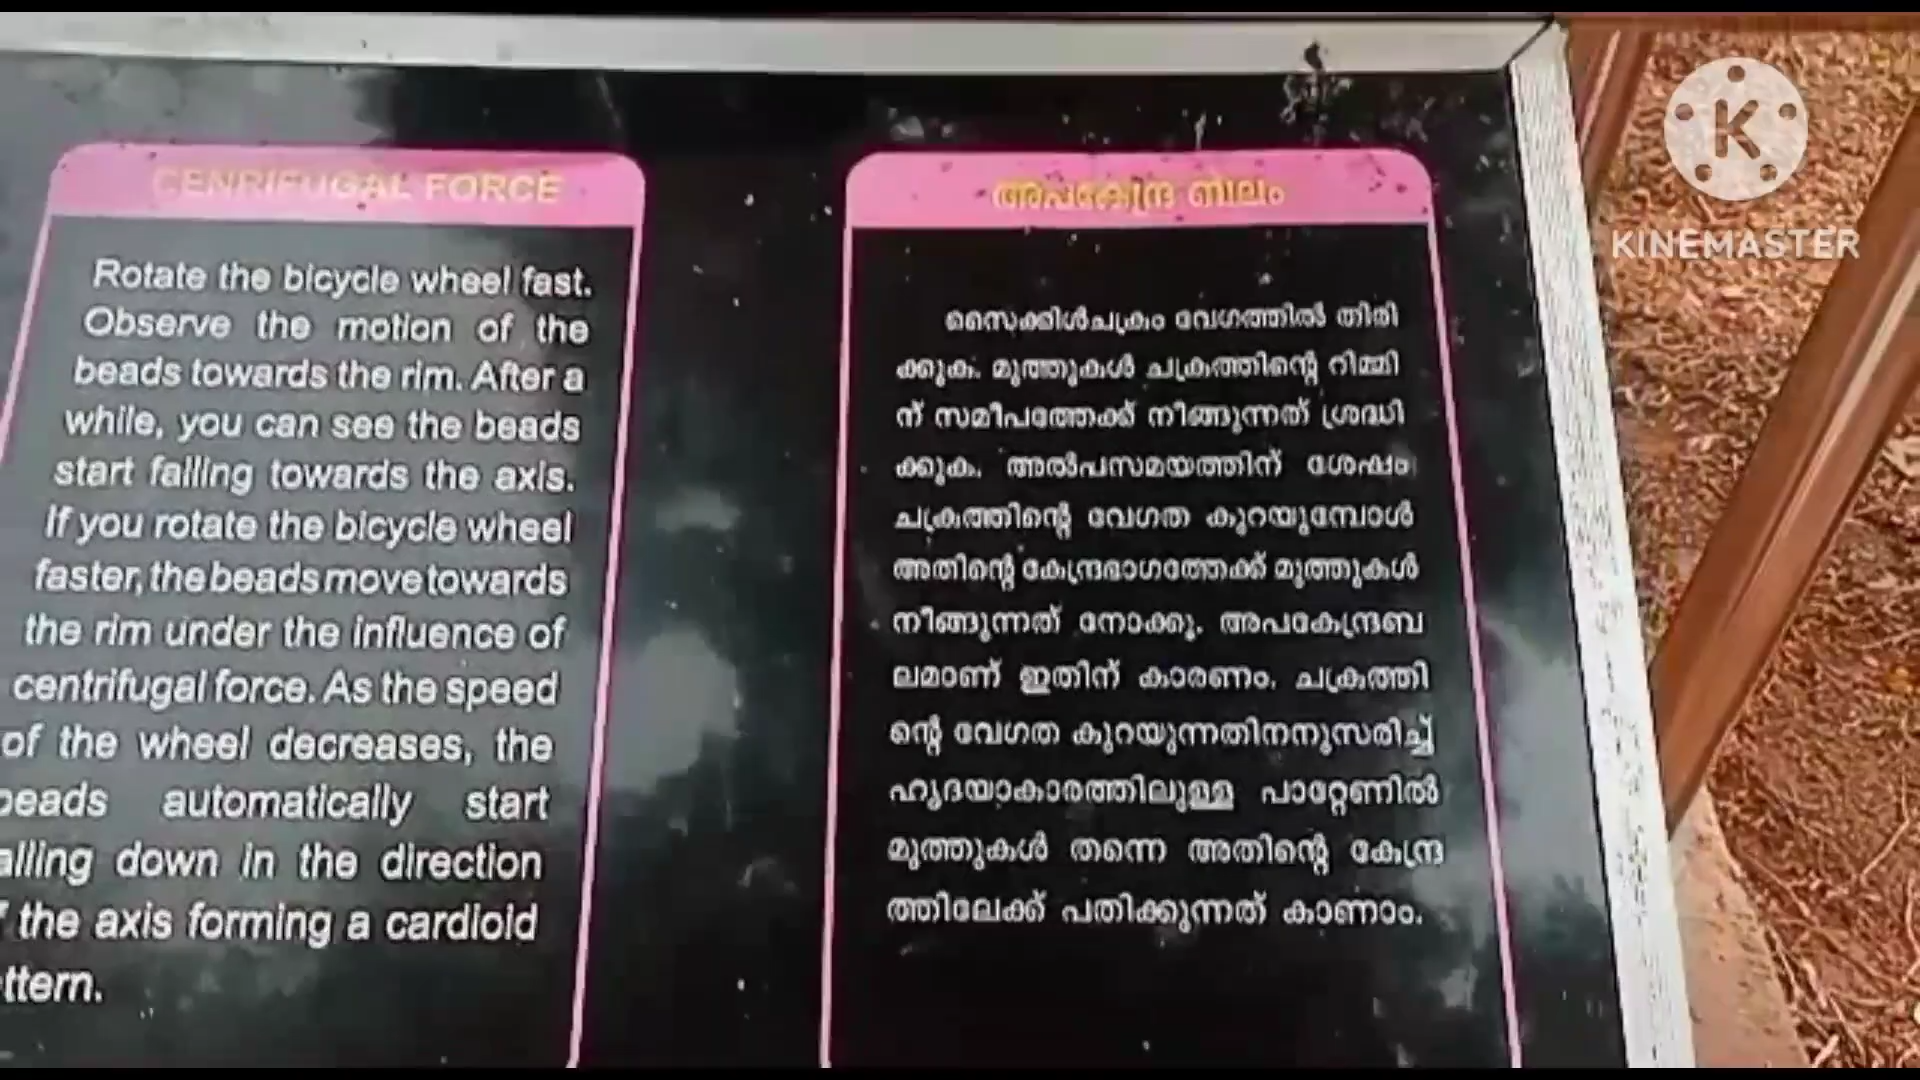 CENRIFUGAL FORCE
Rotate the bicycle wheel fast.
Observe the motion of the
beads towards the rim. After a
while, you can see the beads
start falling towards the axis.
If you rotate the bicycle wheel
faster, the beads move towards
the rim under the influence of
centrifugal force. As the speed
of the wheel decreases, the
beads automatically start
alling down in the direction
f the axis forming a cardioid
ttern.
അപകേന്ദ്ര ബലം
സൈക്കിൾചക്രം വേഗത്തിൽ തിരി
ക്കുക. മുത്തുകൾ ചക്രത്തിന്റെ റിമ്മി
ന് സമീപത്തേക്ക് നീങ്ങുന്നത് ശ്രദ്ധി
ക്കുക. അൽപസമയത്തിന് ശേഷം
ചക്രത്തിന്റെ വേഗത കുറയുമ്പോൾ
അതിന്റെ കേന്ദ്രഭാഗത്തേക്ക് മുത്തുകൾ
നീങ്ങുന്നത് നോക്കൂ. അപകേന്ദ്രബ
ലമാണ് ഇതിന് കാരണം. ചക്രത്തി
ന്റെ വേഗത കുറയുന്നതിനനുസരിച്ച്
ഹൃദയാകാരത്തിലുള്ള പാറ്റേണിൽ
മുത്തുകൾ തന്നെ അതിന്റെ കേന്ദ്ര
ത്തിലേക്ക് പതിക്കുന്നത് കാണാം.
K
KINEMASTER